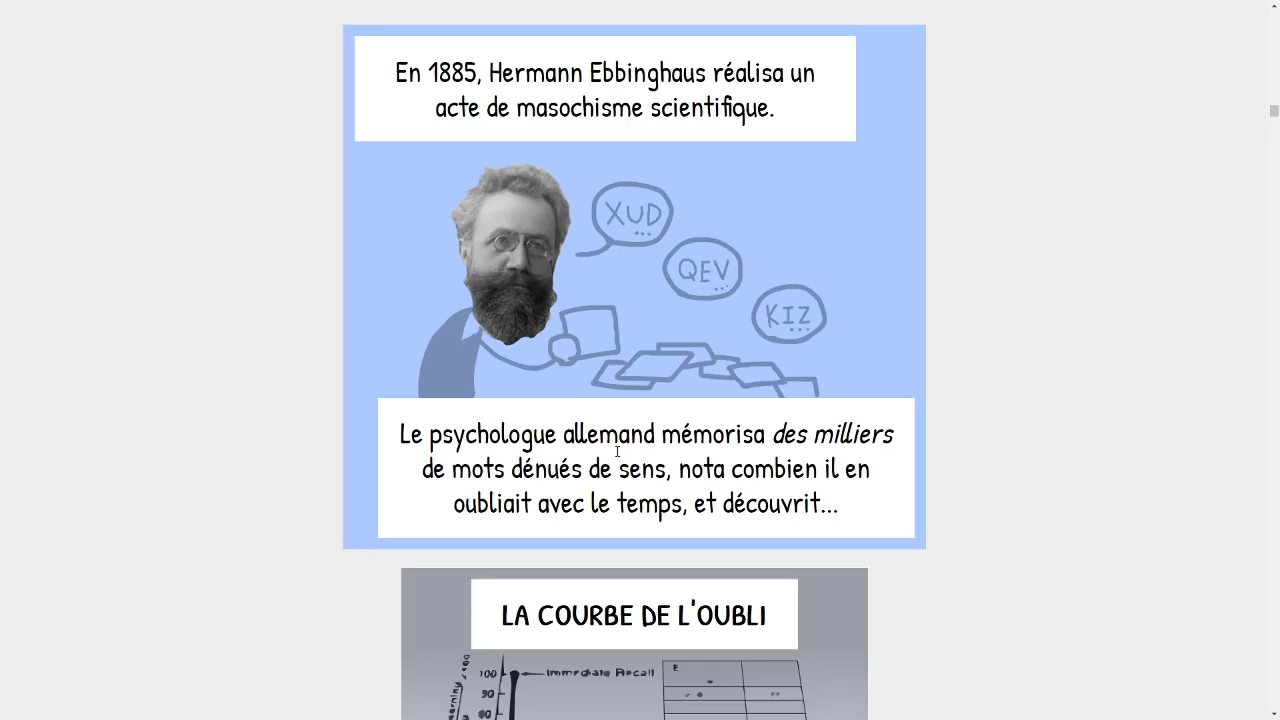 En 1885, Hermann Ebbinghaus réalisa un
acte de masochisme scientifique.
XUD
...
QEV
...
KIZ
...
Le psychologue allemand mémorisa des milliers
de mots dénués de sens, nota combien il en
oubliait avec le temps, et découvrit...
LA COURBE DE L'OUBLI
100
Immediate Recall
E
90
80